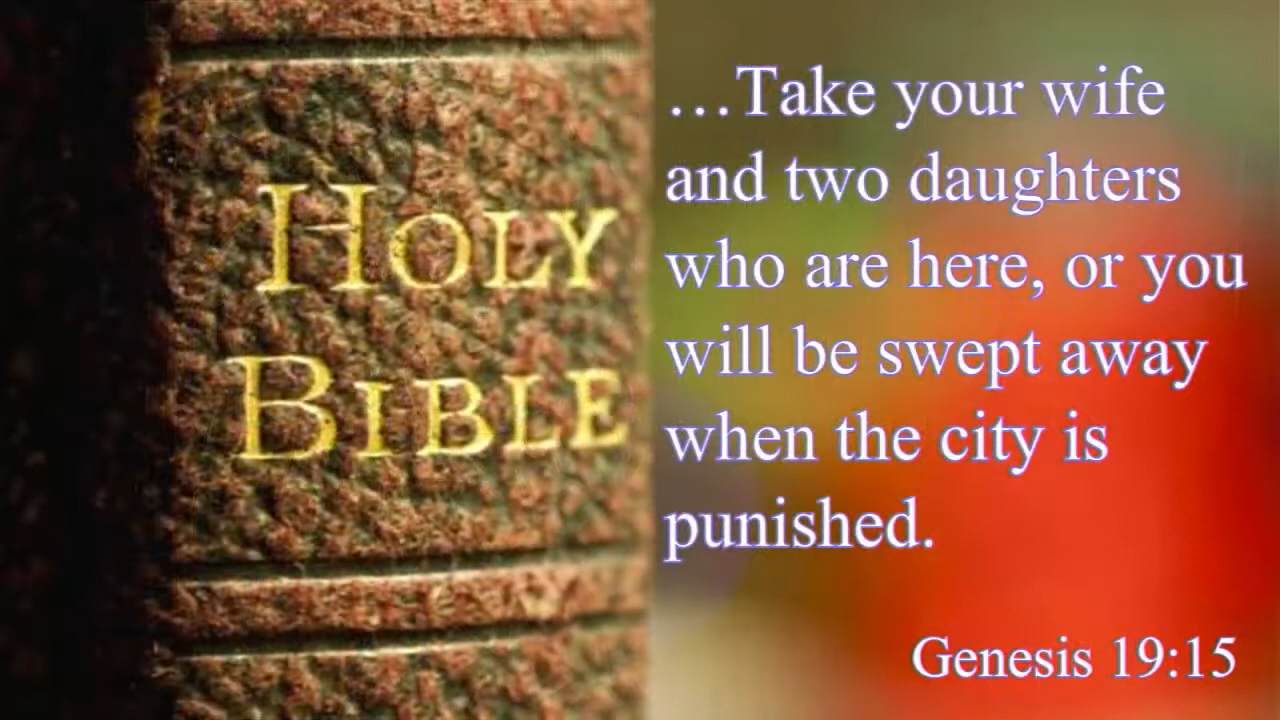 HOLY
BIBLE
…Take your wife
and two daughters
who are here, or you
will be swept away
when the city is
punished.
Genesis 19:15